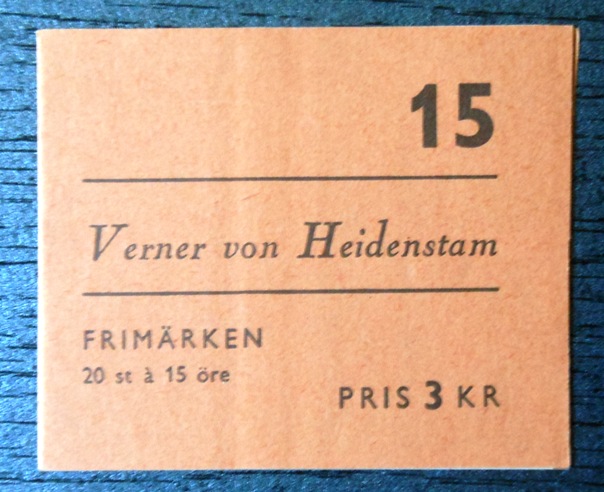 15
Verner von Heidenstam
FRIMÄRKEN
20 st à 15 öre
PRIS 3 KR